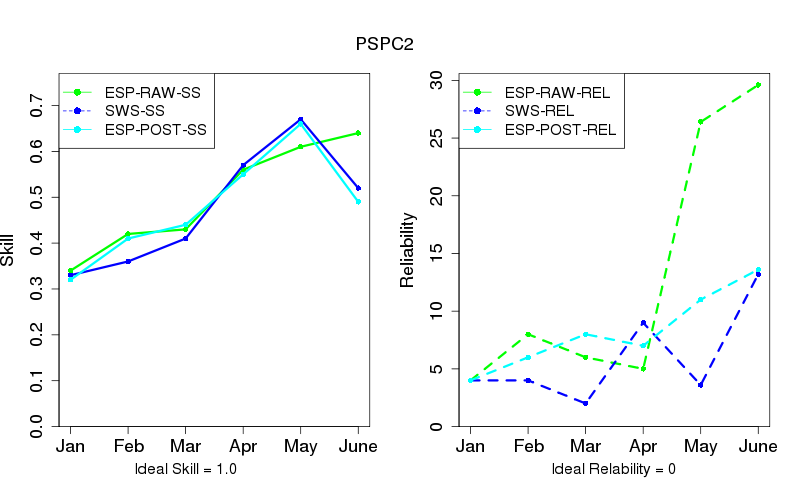 PSPC2
ESP-RAW-SS
SWS-SS
ESP-POST-SS
Skill
0.0 0.1 0.2 0.3 0.4 0.5 0.6 0.7
Jan Feb Mar Apr May June
Ideal Skill = 1.0
ESP-RAW-REL
SWS-REL
ESP-POST-REL
Reliability
0 5 10 15 20 25 30
Jan Feb Mar Apr May June
Ideal Relability = 0